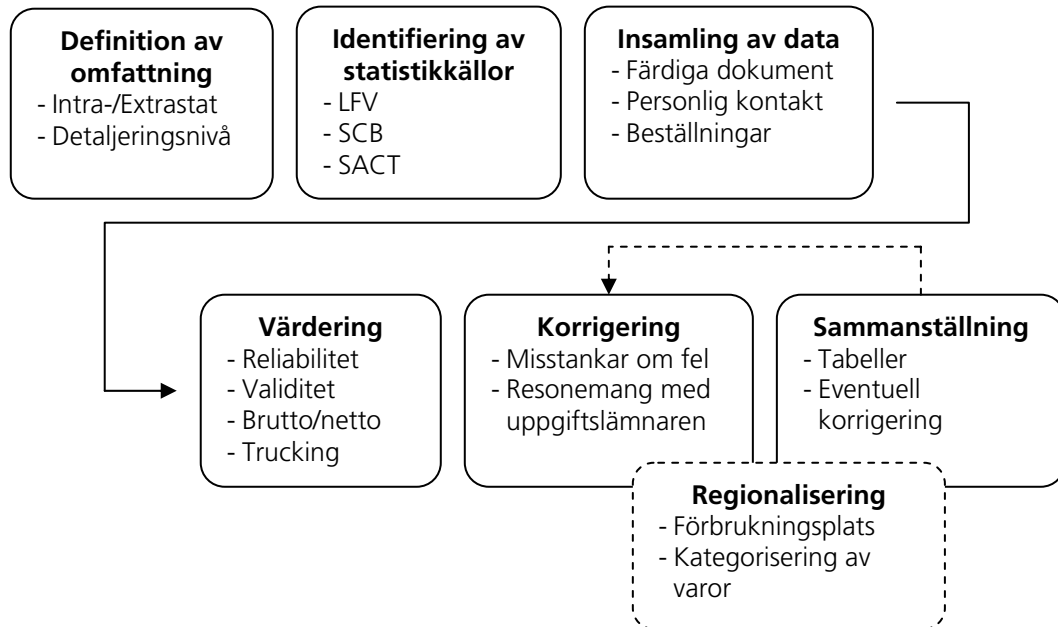 Definition av
omfattning
- Intra-/Extrastat
- Detaljeringsnivå
Identifiering av
statistikkällor
- LFV
- SCB
- SACT
Insamling av data
- Färdiga dokument
- Personlig kontakt
- Beställningar
Värdering
- Reliabilitet
- Validitet
- Brutto/netto
- Trucking
Korrigering
- Misstankar om fel
- Resonemang med
uppgiftslämnaren
Sammanställning
- Tabeller
- Eventuell
korrigering
Regionalisering
- Förbrukningsplats
- Kategorisering av
varor